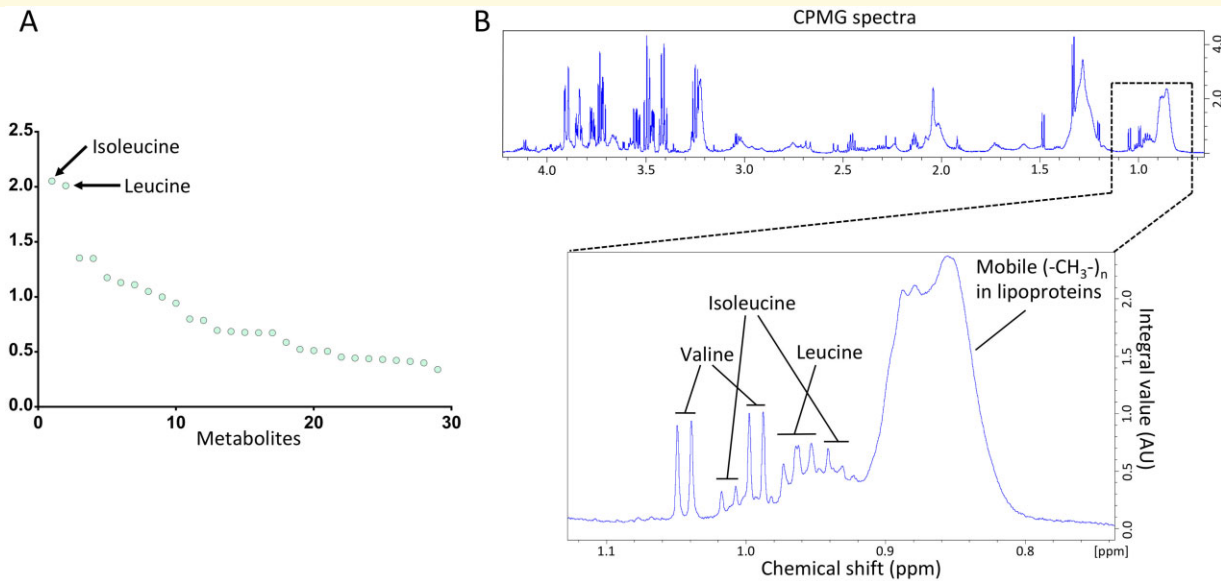 A
Isoleucine
Leucine
2.5
2.0
1.5
1.0
0.5
0.0
0
10
20
30
Metabolites
B
CPMG spectra
4.0
2.0
4.0
3.5
3.0
2.5
2.0
1.5
1.0
Mobile (-CH₃-)ₙ
in lipoproteins
Isoleucine
Valine
Leucine
2.0
1.5
1.0
0.5
0.0
Integral value (AU)
1.1
1.0
0.9
0.8
[ppm]
Chemical shift (ppm)